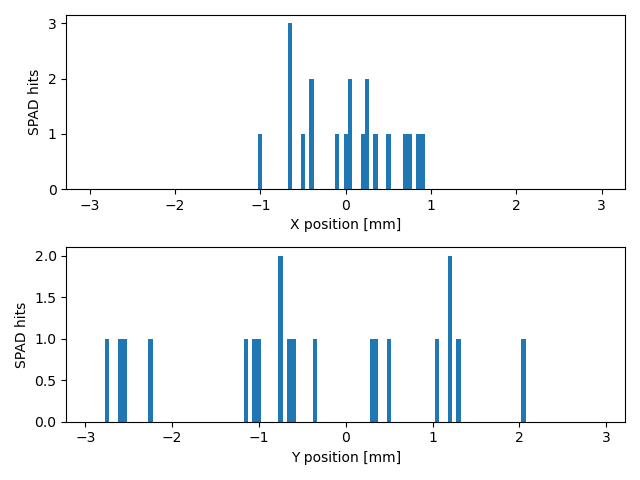 3
2
1
0
SPAD hits
−3 −2 −1 0 1 2 3
X position [mm]
2.0
1.5
1.0
0.5
0.0
SPAD hits
−3 −2 −1 0 1 2 3
Y position [mm]